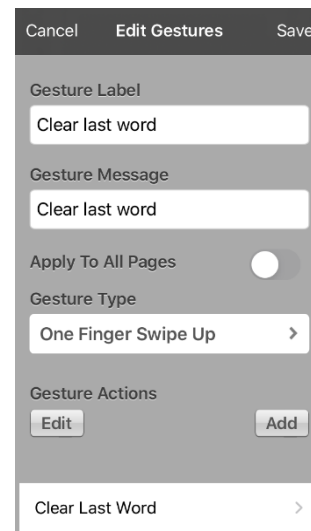 Cancel Edit Gestures Save
Gesture Label
Clear last word
Gesture Message
Clear last word
Apply To All Pages
Gesture Type
One Finger Swipe Up
Gesture Actions
Edit Add
Clear Last Word